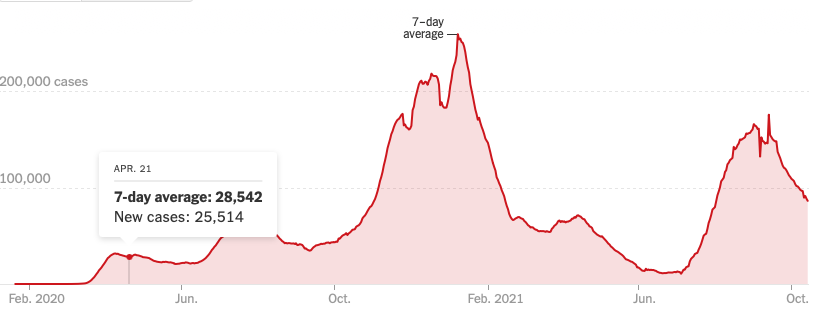 7–day
average
200,000 cases
100,000
APR. 21
7-day average: 28,542
New cases: 25,514
Feb. 2020
Jun.
Oct.
Feb. 2021
Jun.
Oct.